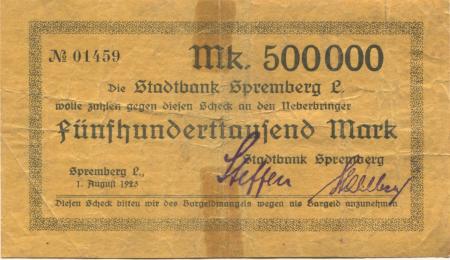 № 01459 Mk. 500000
Die Stadtbank Spremberg L.
wolle zahlen gegen diesen Scheck an den Ueberbringer
Fünfhunderttausend Mark
Stadtbank Spremberg
Spremberg L.,
1. August 1923
Steffen
Diesen Scheck bitten wir des Bargeldmangels wegen als Bargeld anzunehmen